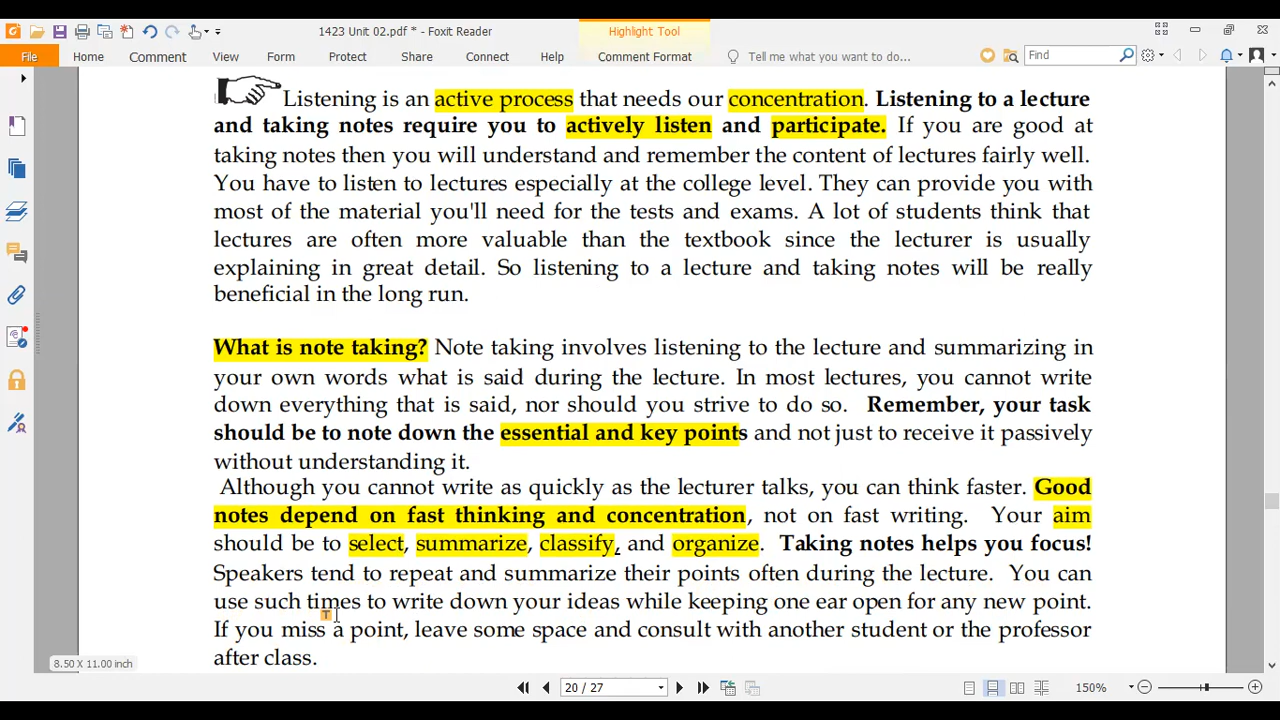 1423 Unit 02.pdf * - Foxit Reader
Highlight Tool
File Home Comment View Form Protect Share Connect Help Comment Format Tell me what you want to do... Find
Listening is an active process that needs our concentration. Listening to a lecture
and taking notes require you to actively listen and participate. If you are good at
taking notes then you will understand and remember the content of lectures fairly well.
You have to listen to lectures especially at the college level. They can provide you with
most of the material you'll need for the tests and exams. A lot of students think that
lectures are often more valuable than the textbook since the lecturer is usually
explaining in great detail. So listening to a lecture and taking notes will be really
beneficial in the long run.
What is note taking? Note taking involves listening to the lecture and summarizing in
your own words what is said during the lecture. In most lectures, you cannot write
down everything that is said, nor should you strive to do so. Remember, your task
should be to note down the essential and key points and not just to receive it passively
without understanding it.
Although you cannot write as quickly as the lecturer talks, you can think faster. Good
notes depend on fast thinking and concentration, not on fast writing. Your aim
should be to select, summarize, classify, and organize. Taking notes helps you focus!
Speakers tend to repeat and summarize their points often during the lecture. You can
use such times to write down your ideas while keeping one ear open for any new point.
If you miss a point, leave some space and consult with another student or the professor
after class.
8.50 X 11.00 inch
20 / 27
150%